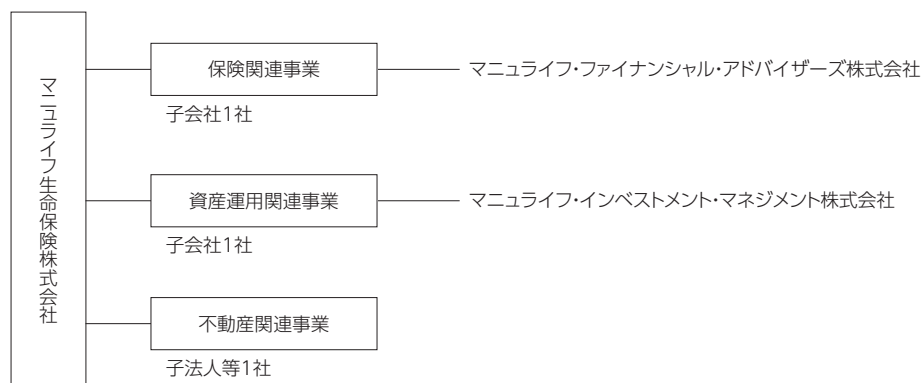 マニュライフ生命保険株式会社
保険関連事業
マニュライフ・ファイナンシャル・アドバイザーズ株式会社
子会社1社
資産運用関連事業
マニュライフ・インベストメント・マネジメント株式会社
子会社1社
不動産関連事業
子法人等1社